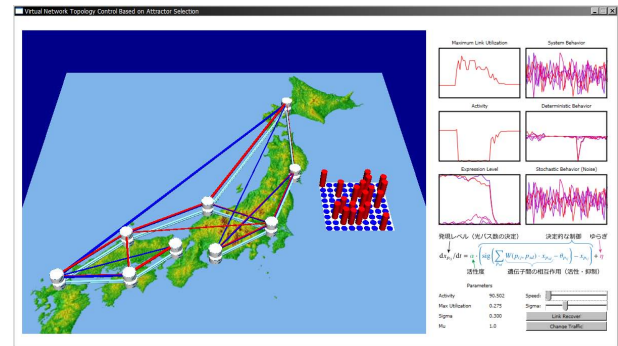 Virtual Network Topology Control Based on Attractor Selection
Maximum Link Utilization
System Behavior
Activity
Deterministic Behavior
Expression Level
Stochastic Behavior (Noise)
発現レベル (光パス数の決定)
決定的な制御
ゆらぎ
活性度
遺伝子間の相互作用 (活性・抑制)
Parameters
Activity 90.502 Speed:
Max Utilization 0.275 Sigma:
Sigma 0.300 Link Recover
Mu 1.0 Change Traffic